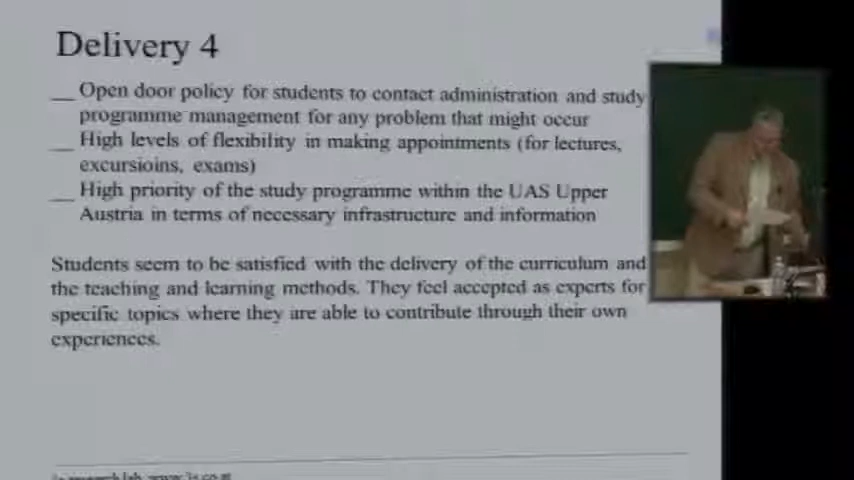 Delivery 4
__ Open door policy for students to contact administration and study
programme management for any problem that might occur
__ High levels of flexibility in making appointments (for lectures,
excursioins, exams)
__ High priority of the study programme within the UAS Upper
Austria in terms of necessary infrastructure and information
Students seem to be satisfied with the delivery of the curriculum and
the teaching and learning methods. They feel accepted as experts for
specific topics where they are able to contribute through their own
experiences.